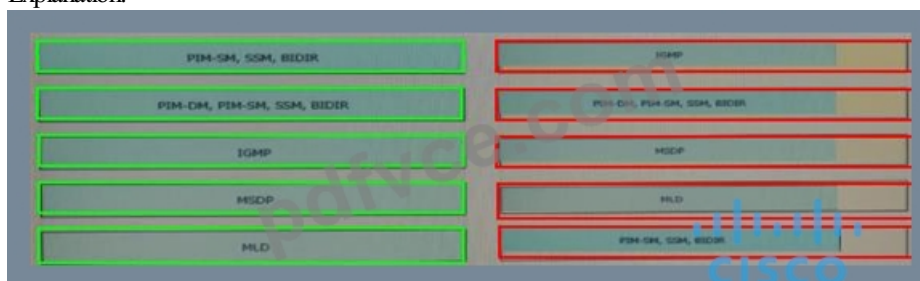 PIM-SM, SSM, BIDIR
PIM-DM, PIM-SM, SSM, BIDIR
IGMP
MSDP
MLD
IGMP
PIM-DM, PIM-SM, SSM, BIDIR
MSDP
MLD
PIM-SM, SSM, BIDIR
pdfvce.com
CISCO